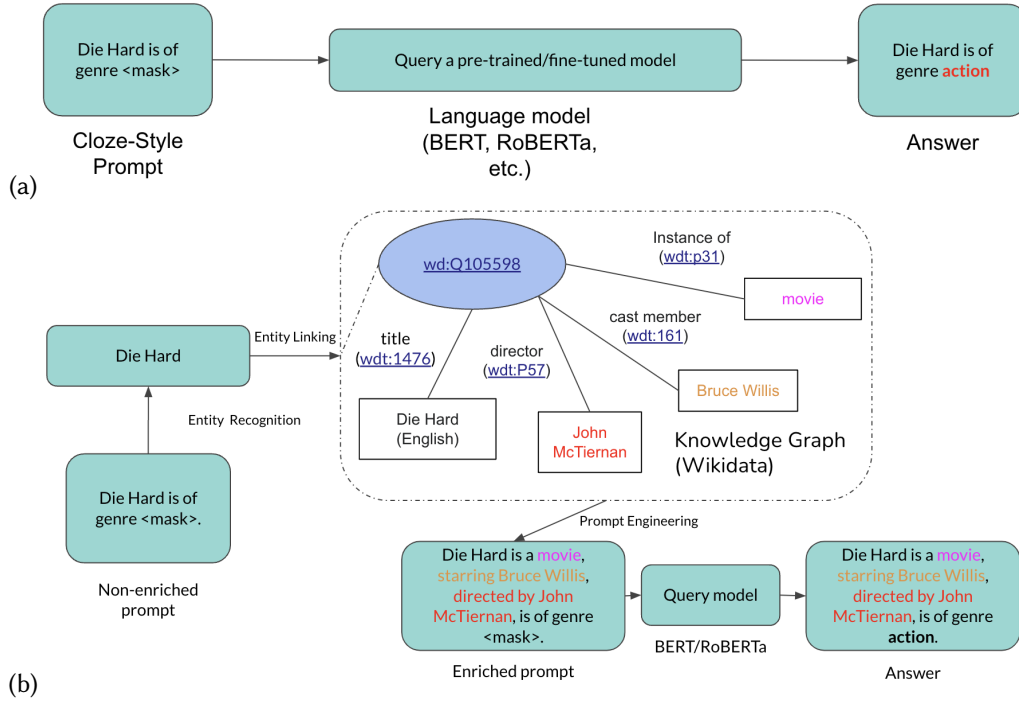 Die Hard is of
genre <mask>
Query a pre-trained/fine-tuned model
Die Hard is of
genre action
Cloze-Style
Prompt
Language model
(BERT, RoBERTa,
etc.)
Answer
(a)
wd:Q105598
Instance of
(wdt:p31)
movie
cast member
(wdt:161)
Bruce Willis
title
(wdt:1476)
director
(wdt:P57)
Die Hard
(English)
John
McTiernan
Knowledge Graph
(Wikidata)
Entity Linking
Die Hard
Entity Recognition
Die Hard is of
genre <mask>.
Non-enriched
prompt
Prompt Engineering
Die Hard is a movie,
starring Bruce Willis,
directed by John
McTiernan, is of genre
<mask>.
Enriched prompt
Query model
BERT/RoBERTa
Die Hard is a movie,
starring Bruce Willis,
directed by John
McTiernan, is of genre
action.
Answer
(b)